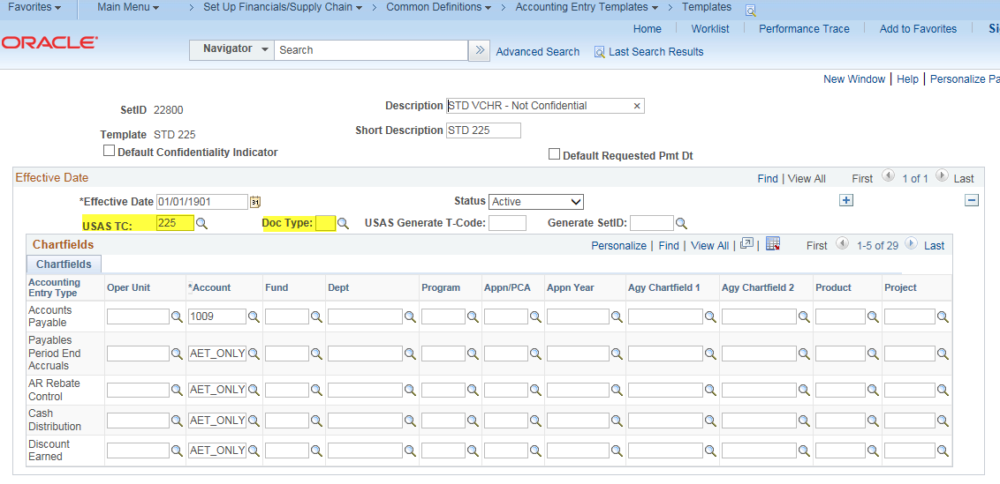 Favorites Main Menu > Set Up Financials/Supply Chain > Common Definitions > Accounting Entry Templates > Templates
Home Worklist Performance Trace Add to Favorites Si
ORACLE
Navigator Search Advanced Search Last Search Results
New Window | Help | Personalize Pa
SetID 22800 Description STD VCHR - Not Confidential
Template STD 225 Short Description STD 225
Default Confidentiality Indicator Default Requested Pmt Dt
Effective Date Find | View All First 1 of 1 Last
*Effective Date 01/01/1901 Status Active
USAS TC: 225 Doc Type: USAS Generate T-Code: Generate SetID:
Chartfields Personalize | Find | View All | | First 1-5 of 29 Last
Chartfields
Accounting Entry Type Oper Unit *Account Fund Dept Program Appn/PCA Appn Year Agy Chartfield 1 Agy Chartfield 2 Product Project
Accounts Payable 1009
Payables Period End Accruals AET_ONLY
AR Rebate Control AET_ONLY
Cash Distribution AET_ONLY
Discount Earned AET_ONLY